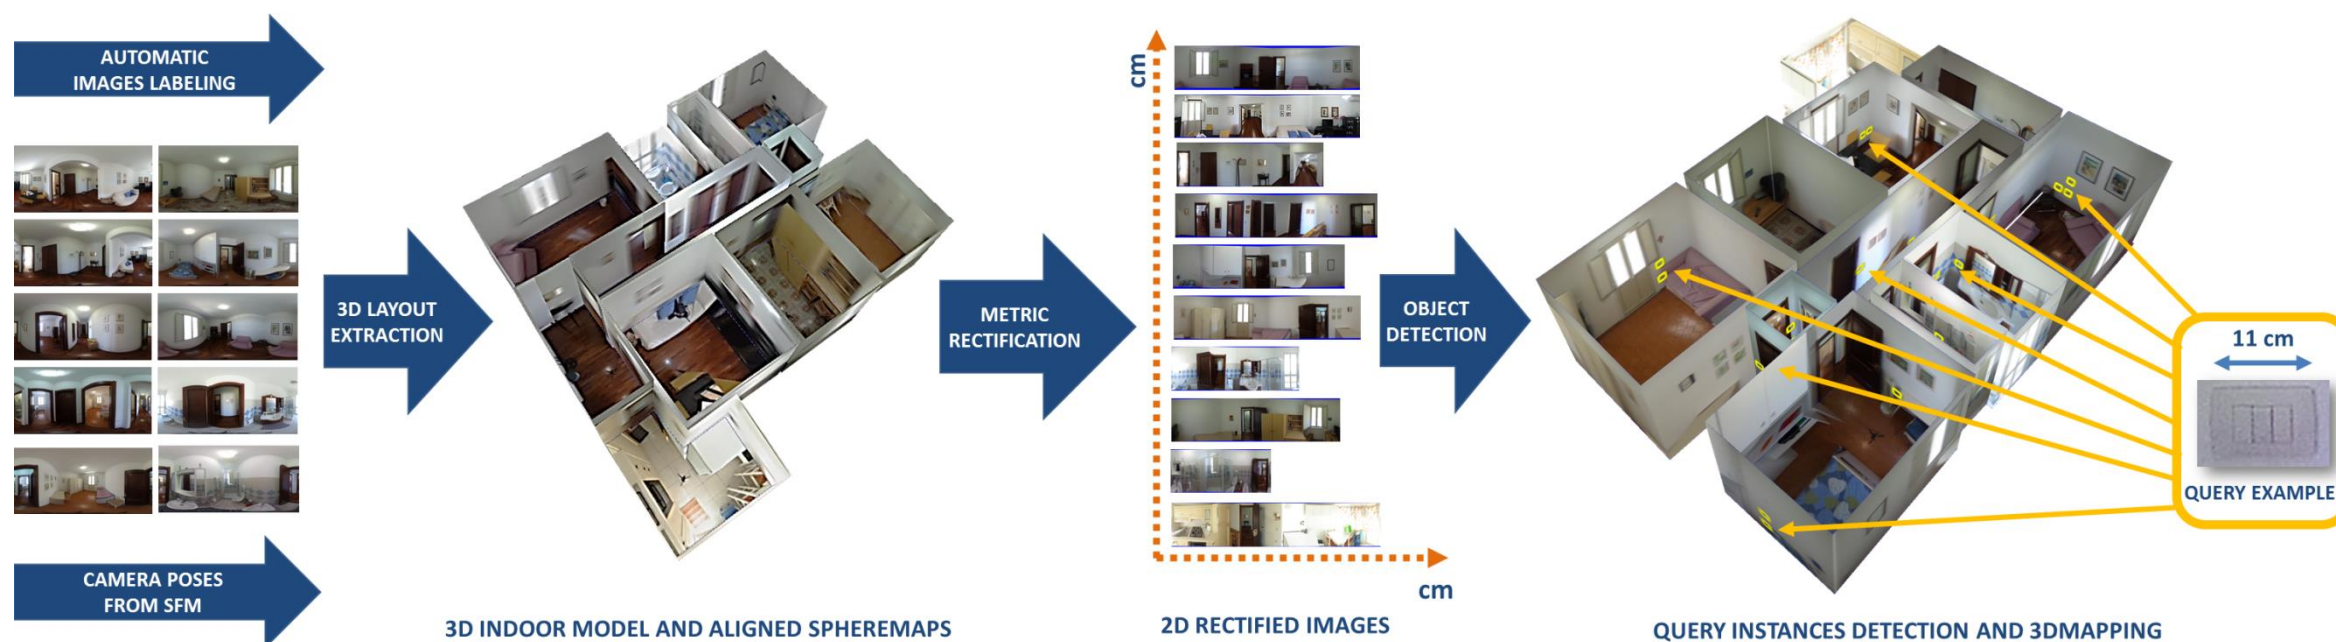 AUTOMATIC
IMAGES LABELING
CAMERA POSES
FROM SFM
3D LAYOUT
EXTRACTION
3D INDOOR MODEL AND ALIGNED SPHEREMAPS
METRIC
RECTIFICATION
cm
cm
2D RECTIFIED IMAGES
OBJECT
DETECTION
11 cm
QUERY EXAMPLE
QUERY INSTANCES DETECTION AND 3DMAPPING